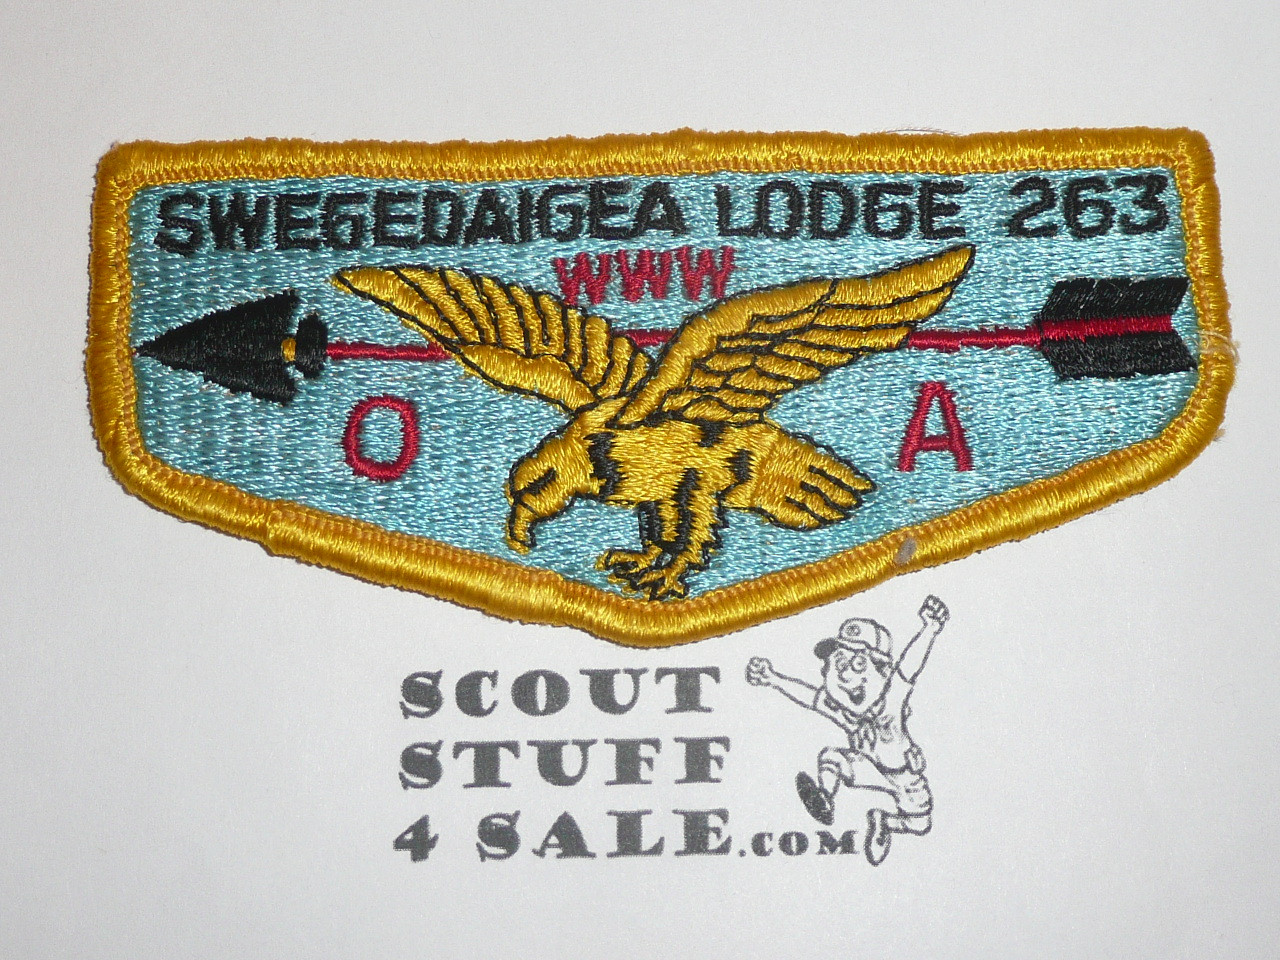 SWEGEDAIGEA LODGE 263
WWW
O A
SCOUT
STUFF
4 SALE.COM